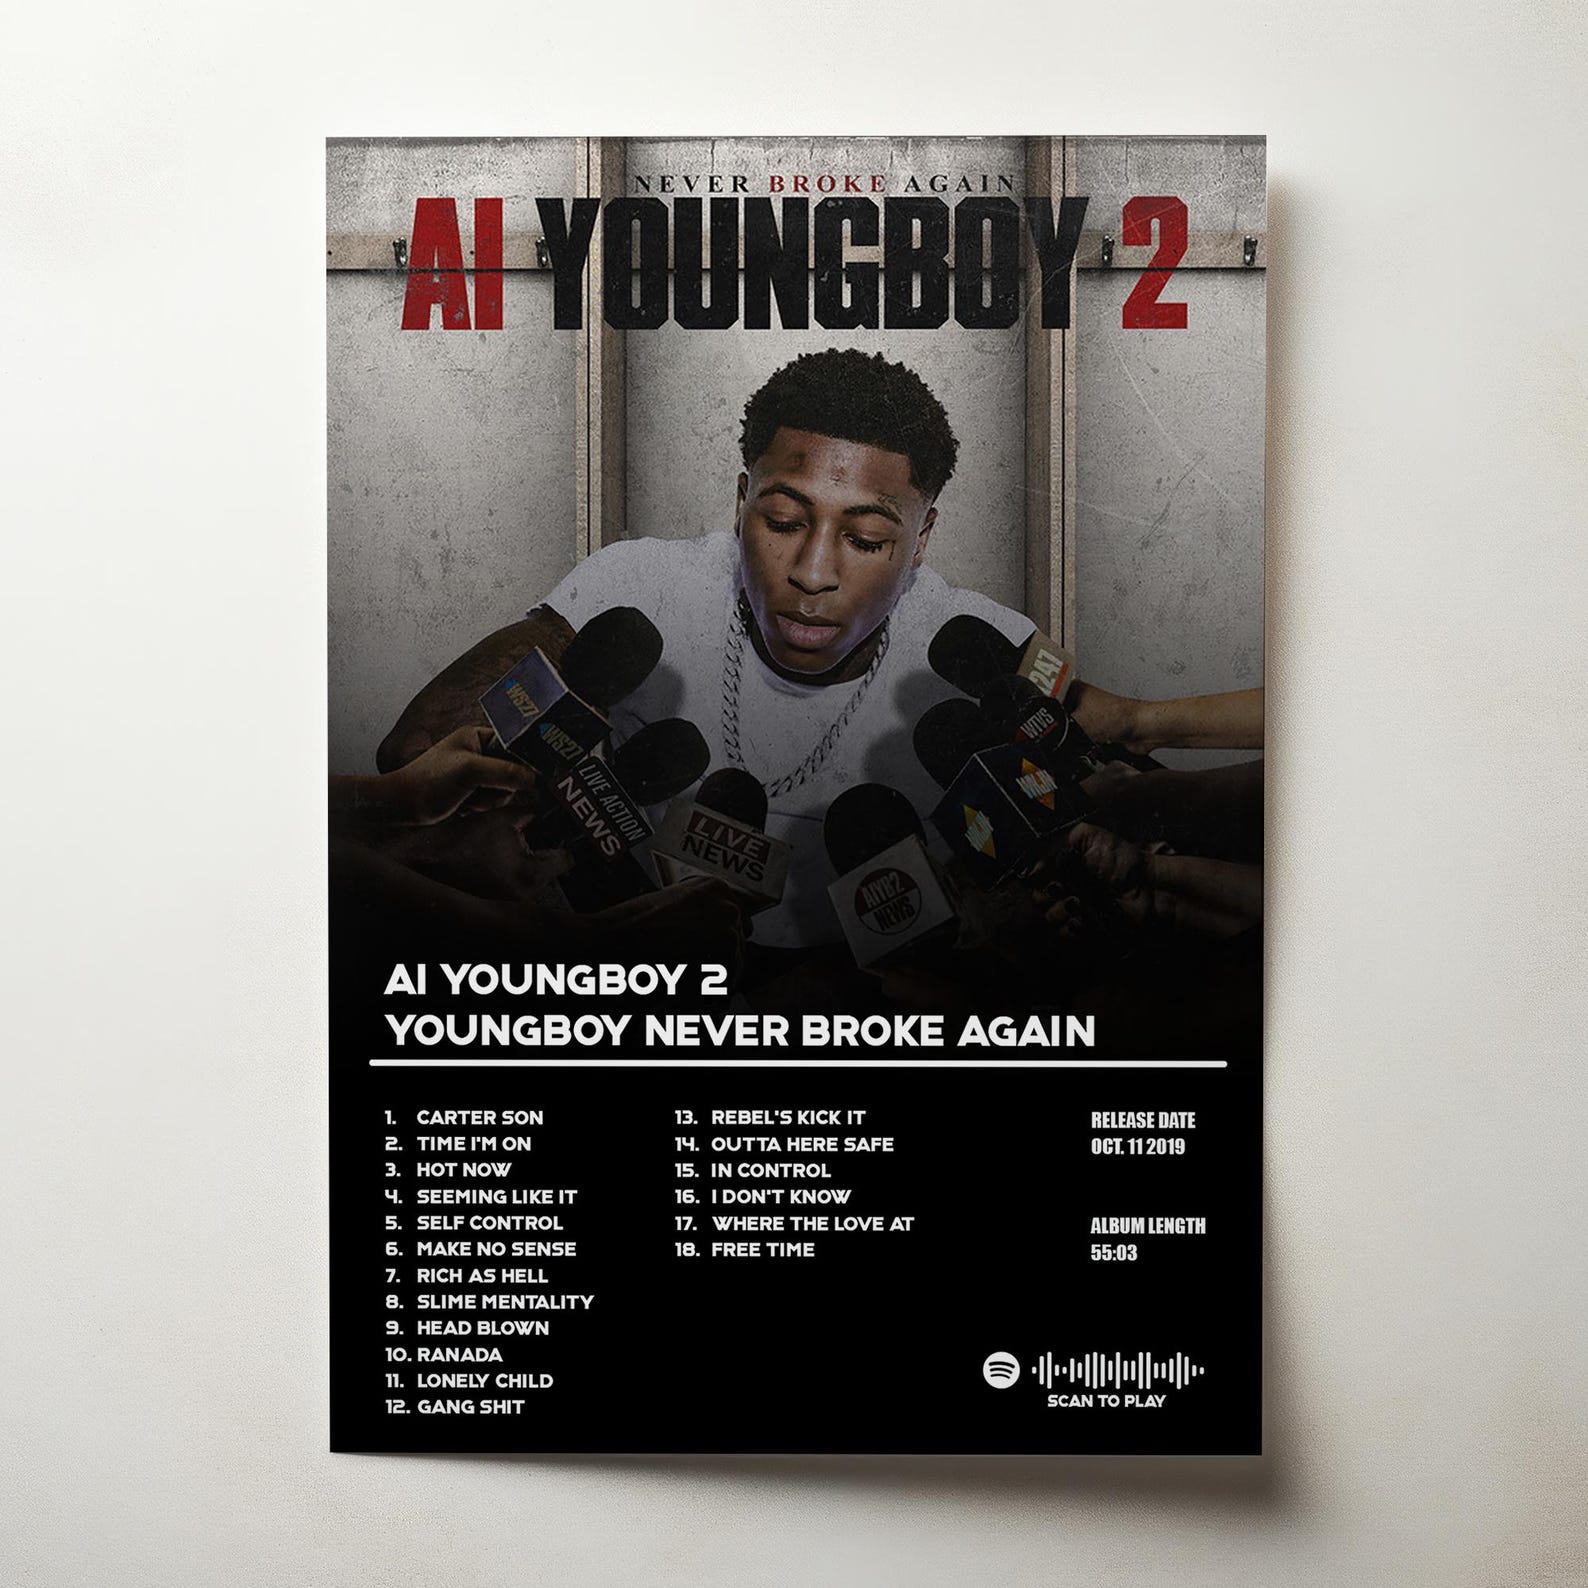 NEVER BROKE AGAIN
AI YOUNGBOY 2
247
WTVS
WS27
WS27
LIVE ACTION
NEWS
LIVE
NEWS
AIYB2
NEWS
AI YOUNGBOY 2
YOUNGBOY NEVER BROKE AGAIN
1. CARTER SON
2. TIME I'M ON
3. HOT NOW
4. SEEMING LIKE IT
5. SELF CONTROL
6. MAKE NO SENSE
7. RICH AS HELL
8. SLIME MENTALITY
9. HEAD BLOWN
10. RANADA
11. LONELY CHILD
12. GANG SHIT
13. REBEL'S KICK IT
14. OUTTA HERE SAFE
15. IN CONTROL
16. I DON'T KNOW
17. WHERE THE LOVE AT
18. FREE TIME
RELEASE DATE
OCT. 11 2019
ALBUM LENGTH
55:03
SCAN TO PLAY